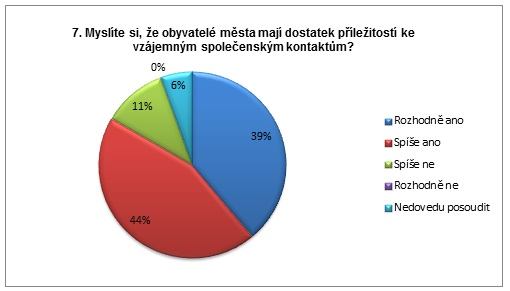 7. Myslíte si, že obyvatelé města mají dostatek příležitostí ke
vzájemným společenským kontaktům?
0%
6%
11%
39%
44%
Rozhodně ano
Spíše ano
Spíše ne
Rozhodně ne
Nedovedu posoudit